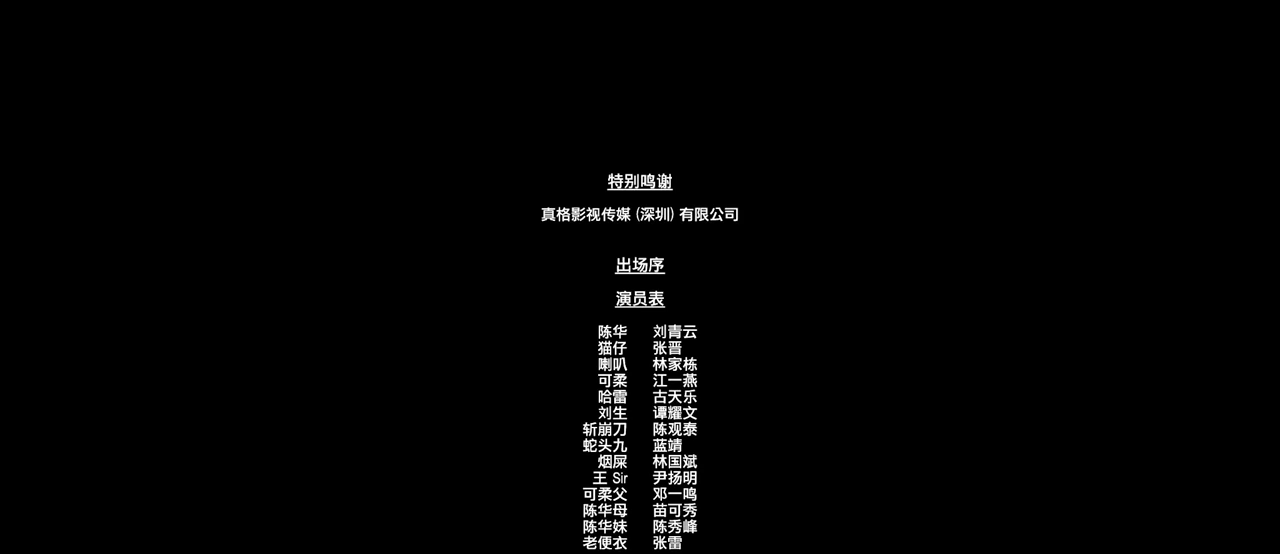 特别鸣谢
真格影视传媒 (深圳) 有限公司
出场序
演员表
陈华 刘青云
猫仔 张晋
喇叭 林家栋
可柔 江一燕
哈雷 古天乐
刘生 谭耀文
斩崩刀 陈观泰
蛇头九 蓝靖
烟屎 林国斌
王 Sir 尹扬明
可柔父 邓一鸣
陈华母 苗可秀
陈华妹 陈秀峰
老便衣 张雷